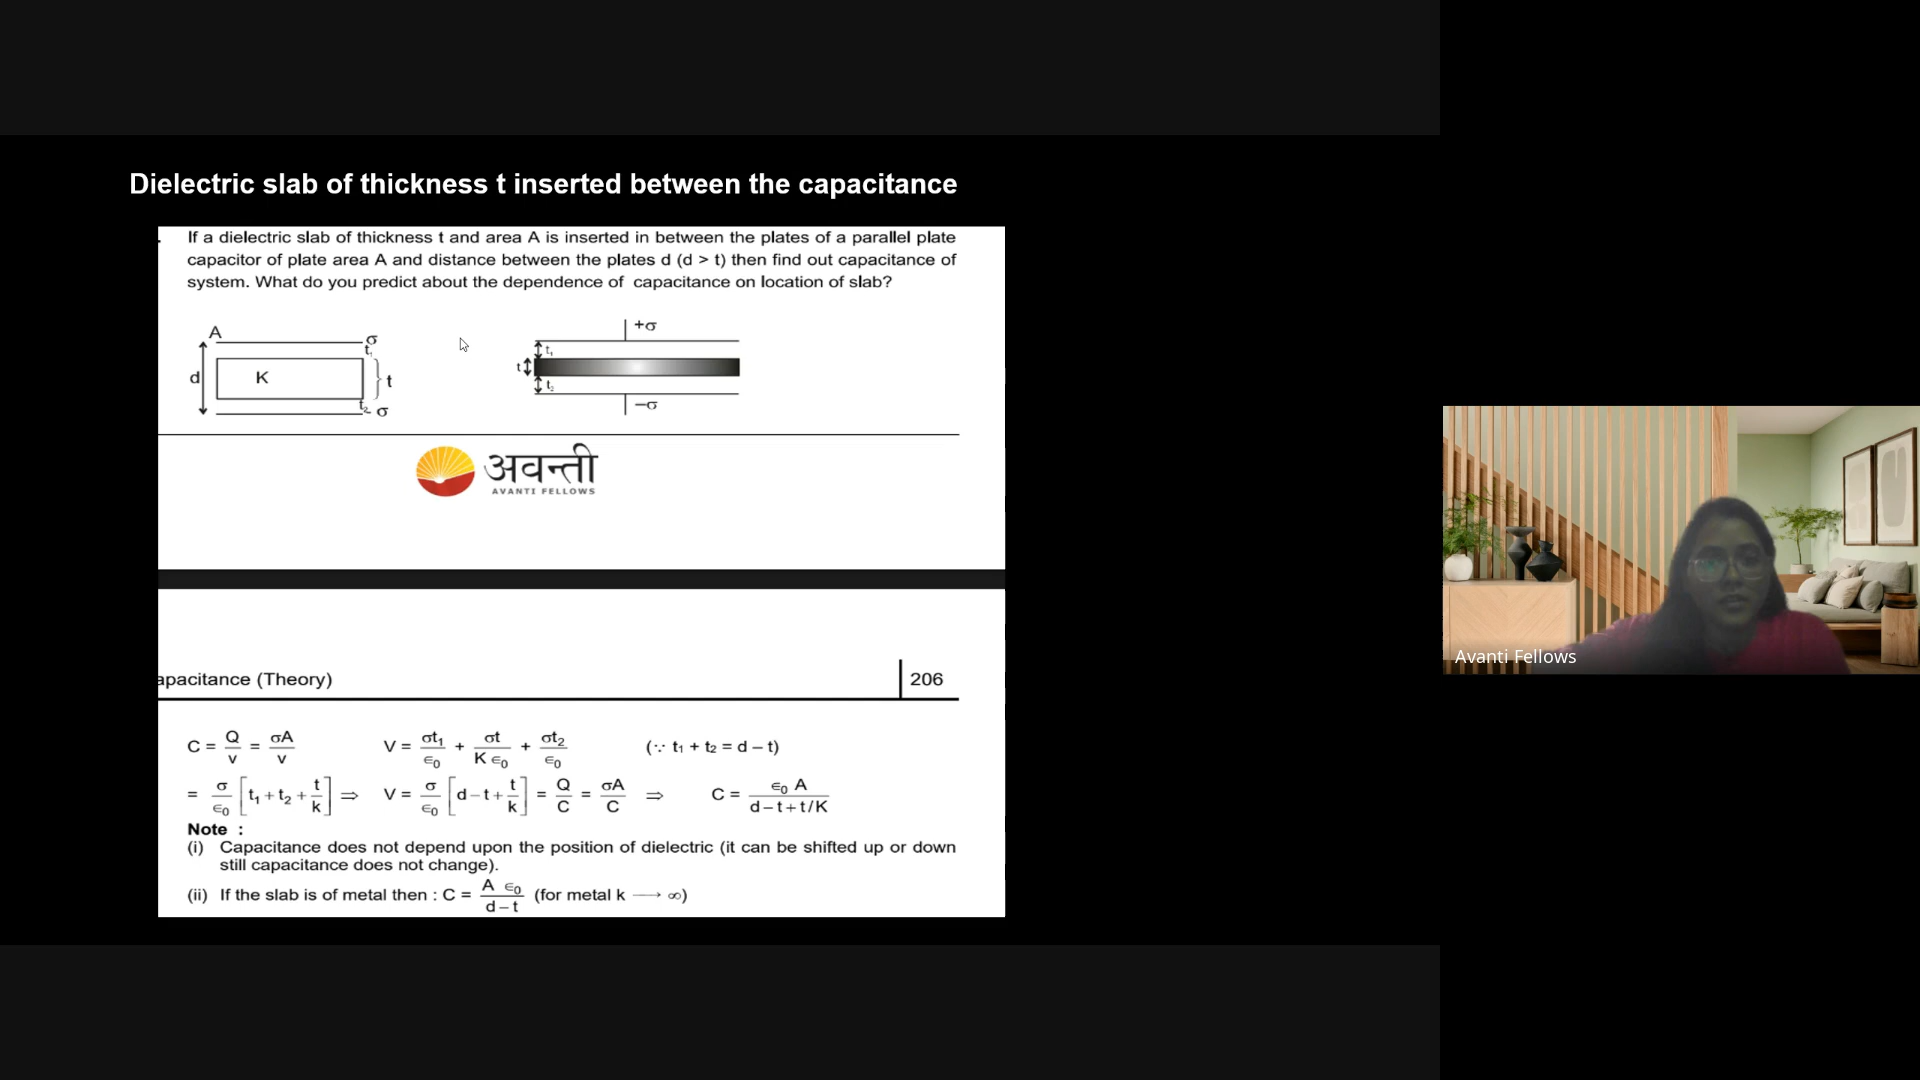 Dielectric slab of thickness t inserted between the capacitance
If a dielectric slab of thickness t and area A is inserted in between the plates of a parallel plate
capacitor of plate area A and distance between the plates d (d > t) then find out capacitance of
system. What do you predict about the dependence of capacitance on location of slab?
A
σ
t₁
d
K
t
t₂ σ
+σ
t₁
t
t₂
−σ
अवन्ती
AVANTI FELLOWS
apacitance (Theory)
206
C = Q/v = σA/v V = σt₁/∈₀ + σt/K∈₀ + σt₂/∈₀ (∵ t₁ + t₂ = d – t)
= σ/∈₀ [t₁ + t₂ + t/k] ⇒ V = σ/∈₀ [d – t + t/k] = Q/C = σA/C ⇒ C = ∈₀ A/(d – t + t/K)
Note :
(i) Capacitance does not depend upon the position of dielectric (it can be shifted up or down
still capacitance does not change).
(ii) If the slab is of metal then : C = A ∈₀/(d – t) (for metal k ⟶ ∞)
Avanti Fellows